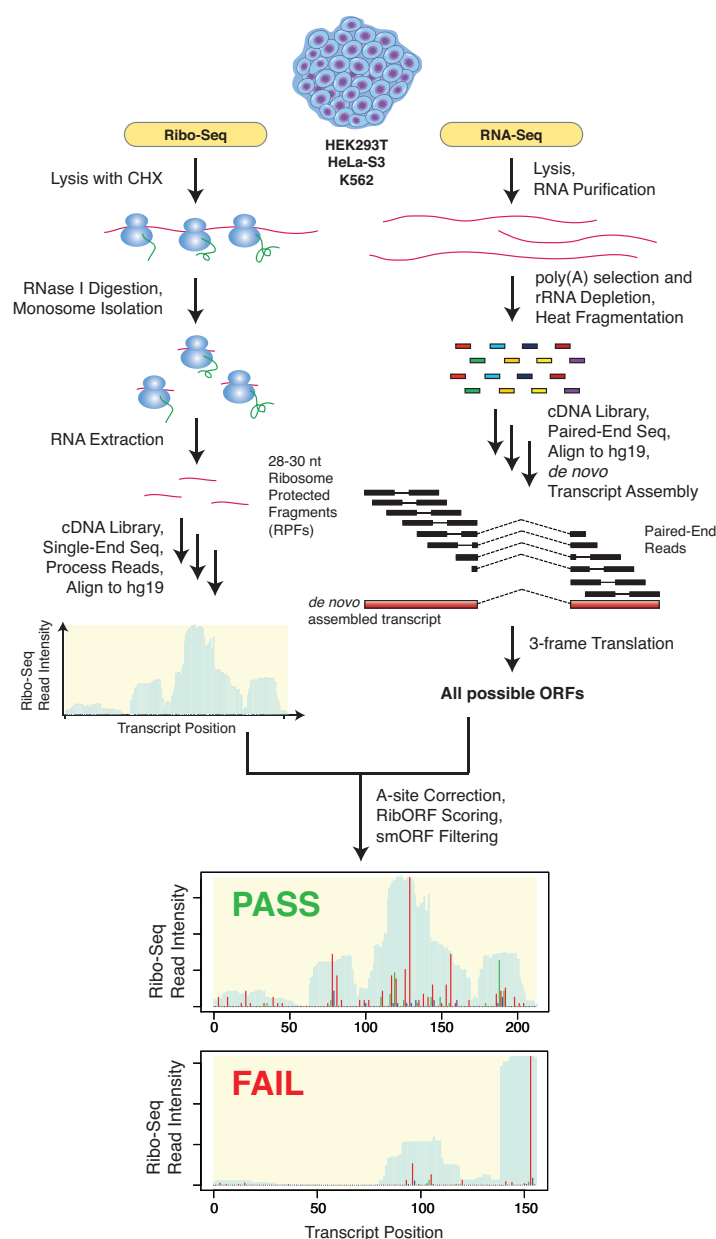 Ribo-Seq
HEK293T
HeLa-S3
K562
RNA-Seq
Lysis with CHX
Lysis,
RNA Purification
RNase I Digestion,
Monosome Isolation
poly(A) selection and
rRNA Depletion,
Heat Fragmentation
RNA Extraction
28-30 nt
Ribosome
Protected
Fragments
(RPFs)
cDNA Library,
Paired-End Seq,
Align to hg19,
de novo
Transcript Assembly
cDNA Library,
Single-End Seq,
Process Reads,
Align to hg19
Paired-End
Reads
de novo
assembled transcript
Ribo-Seq
Read Intensity
Transcript Position
3-frame Translation
All possible ORFs
A-site Correction,
RibORF Scoring,
smORF Filtering
PASS
Ribo-Seq
Read Intensity
0 50 100 150 200
FAIL
Ribo-Seq
Read Intensity
0 50 100 150
Transcript Position